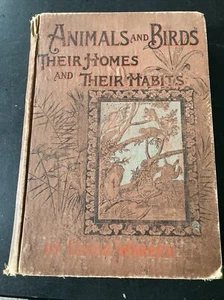 ANIMALS AND BIRDS
THEIR HOMES
AND THEIR HABITS